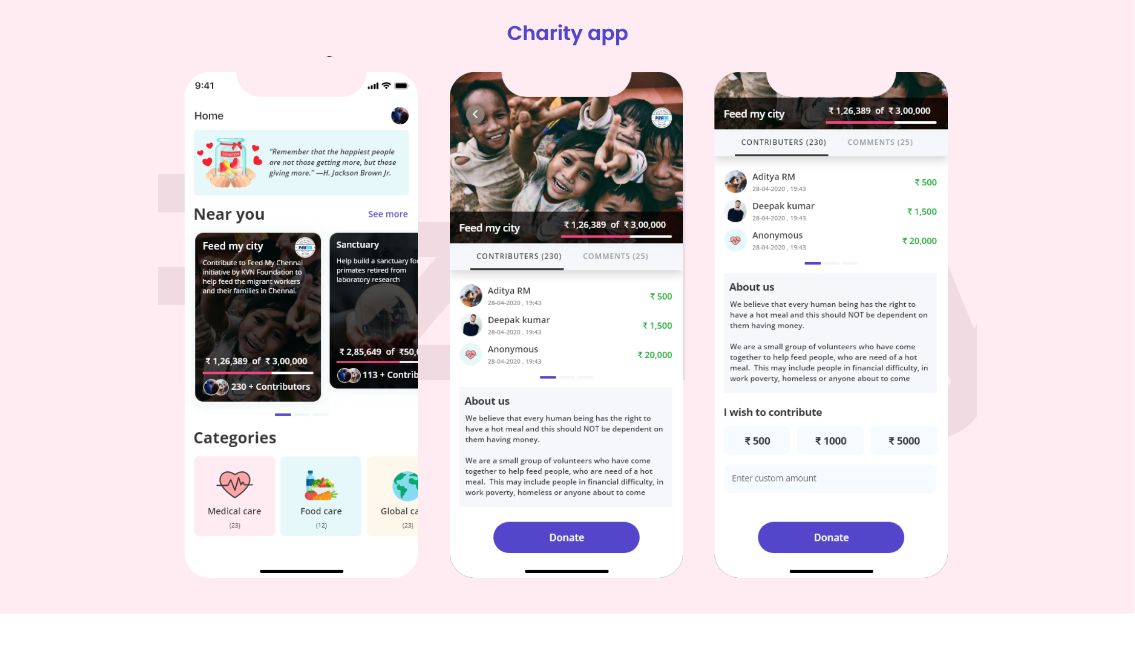 Charity app
9:41
Home
"Remember that the happiest people
are not those getting more, but those
giving more." —H. Jackson Brown Jr.
Near you
See more
Feed my city
Contribute to Feed My Chennai
initiative by KVN Foundation to
help feed the migrant workers
and their families in Chennai.
₹ 1,26,389 of ₹ 3,00,000
230 + Contributors
Sanctuary
Help build a sanctuary fo
primates retired from
laboratory research
₹ 2,85,649 of ₹50,0
113 + Contrib
Categories
Medical care
(23)
Food care
(12)
Global ca
(23)
Feed my city
₹ 1,26,389 of ₹ 3,00,000
CONTRIBUTERS (230)
COMMENTS (25)
Aditya RM
28-04-2020 , 19:43
₹ 500
Deepak kumar
28-04-2020 , 19:43
₹ 1,500
Anonymous
28-04-2020 , 19:43
₹ 20,000
About us
We believe that every human being has the right to
have a hot meal and this should NOT be dependent on
them having money.
We are a small group of volunteers who have come
together to help feed people, who are need of a hot
meal. This may include people in financial difficulty, in
work poverty, homeless or anyone about to come
Donate
Feed my city
₹ 1,26,389 of ₹ 3,00,000
CONTRIBUTERS (230)
COMMENTS (25)
Aditya RM
28-04-2020 , 19:43
₹ 500
Deepak kumar
28-04-2020 , 19:43
₹ 1,500
Anonymous
28-04-2020 , 19:43
₹ 20,000
About us
We believe that every human being has the right to
have a hot meal and this should NOT be dependent on
them having money.
We are a small group of volunteers who have come
together to help feed people, who are need of a hot
meal. This may include people in financial difficulty, in
work poverty, homeless or anyone about to come
I wish to contribute
₹ 500
₹ 1000
₹ 5000
Enter custom amount
Donate